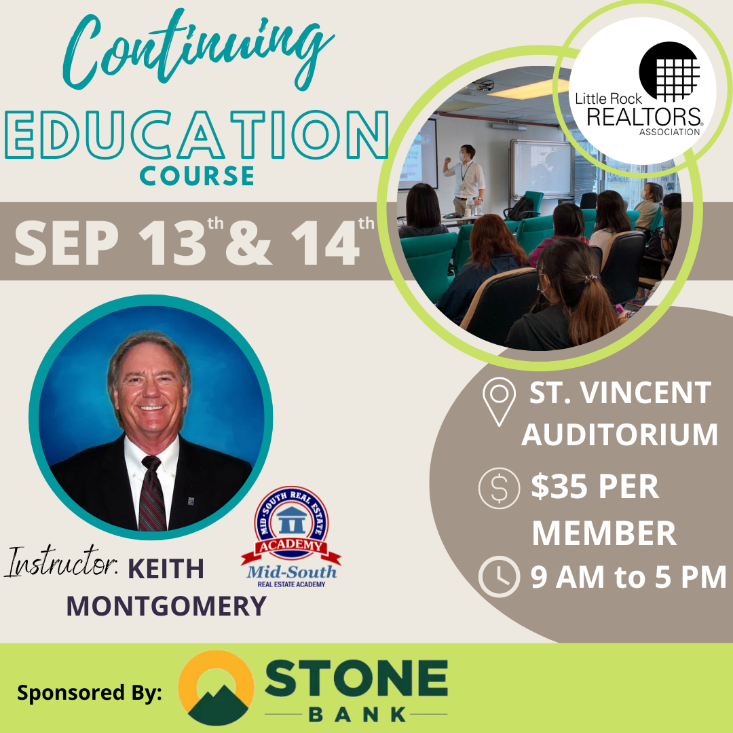 Continuing
EDUCATION
COURSE
Little Rock
REALTORS®
ASSOCIATION
SEP 13th & 14th
ST. VINCENT
AUDITORIUM
$35 PER
MEMBER
9 AM to 5 PM
Instructor: KEITH
MONTGOMERY
MID-SOUTH REAL ESTATE
ACADEMY
Mid-South
REAL ESTATE ACADEMY
Sponsored By:
STONE
BANK